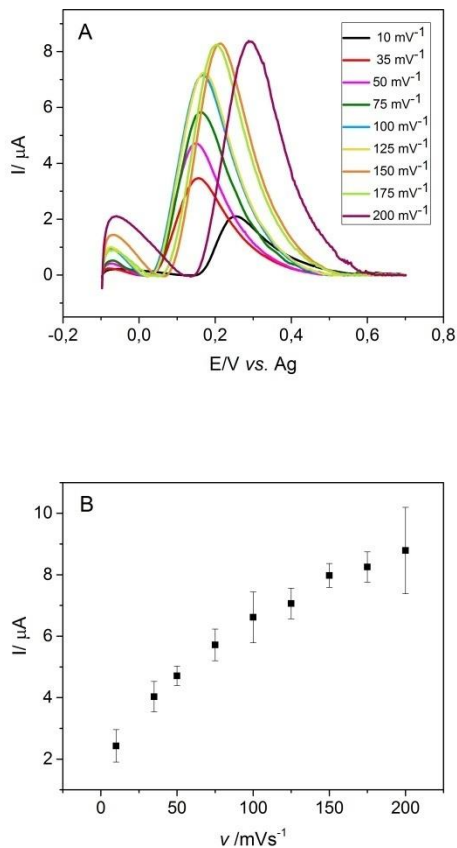 A
10 mV-1
35 mV-1
50 mV-1
75 mV-1
100 mV-1
125 mV-1
150 mV-1
175 mV-1
200 mV-1
8
6
4
2
0
I/ μA
-0,2 0,0 0,2 0,4 0,6 0,8
E/V vs. Ag
B
10
8
6
4
2
I/ μA
0 50 100 150 200
v /mVs-1